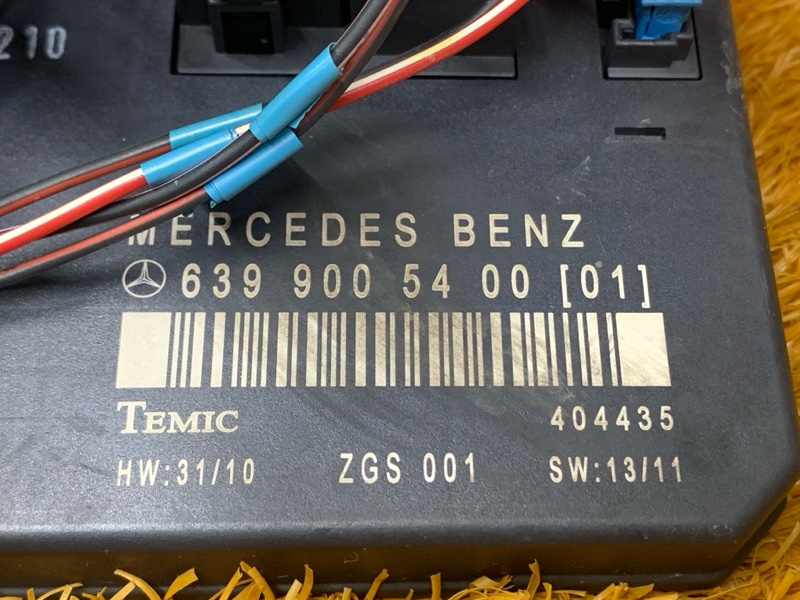 210
MERCEDES BENZ
639 900 54 00 [01]
TEMIC 404435
HW:31/10 ZGS 001 SW:13/11